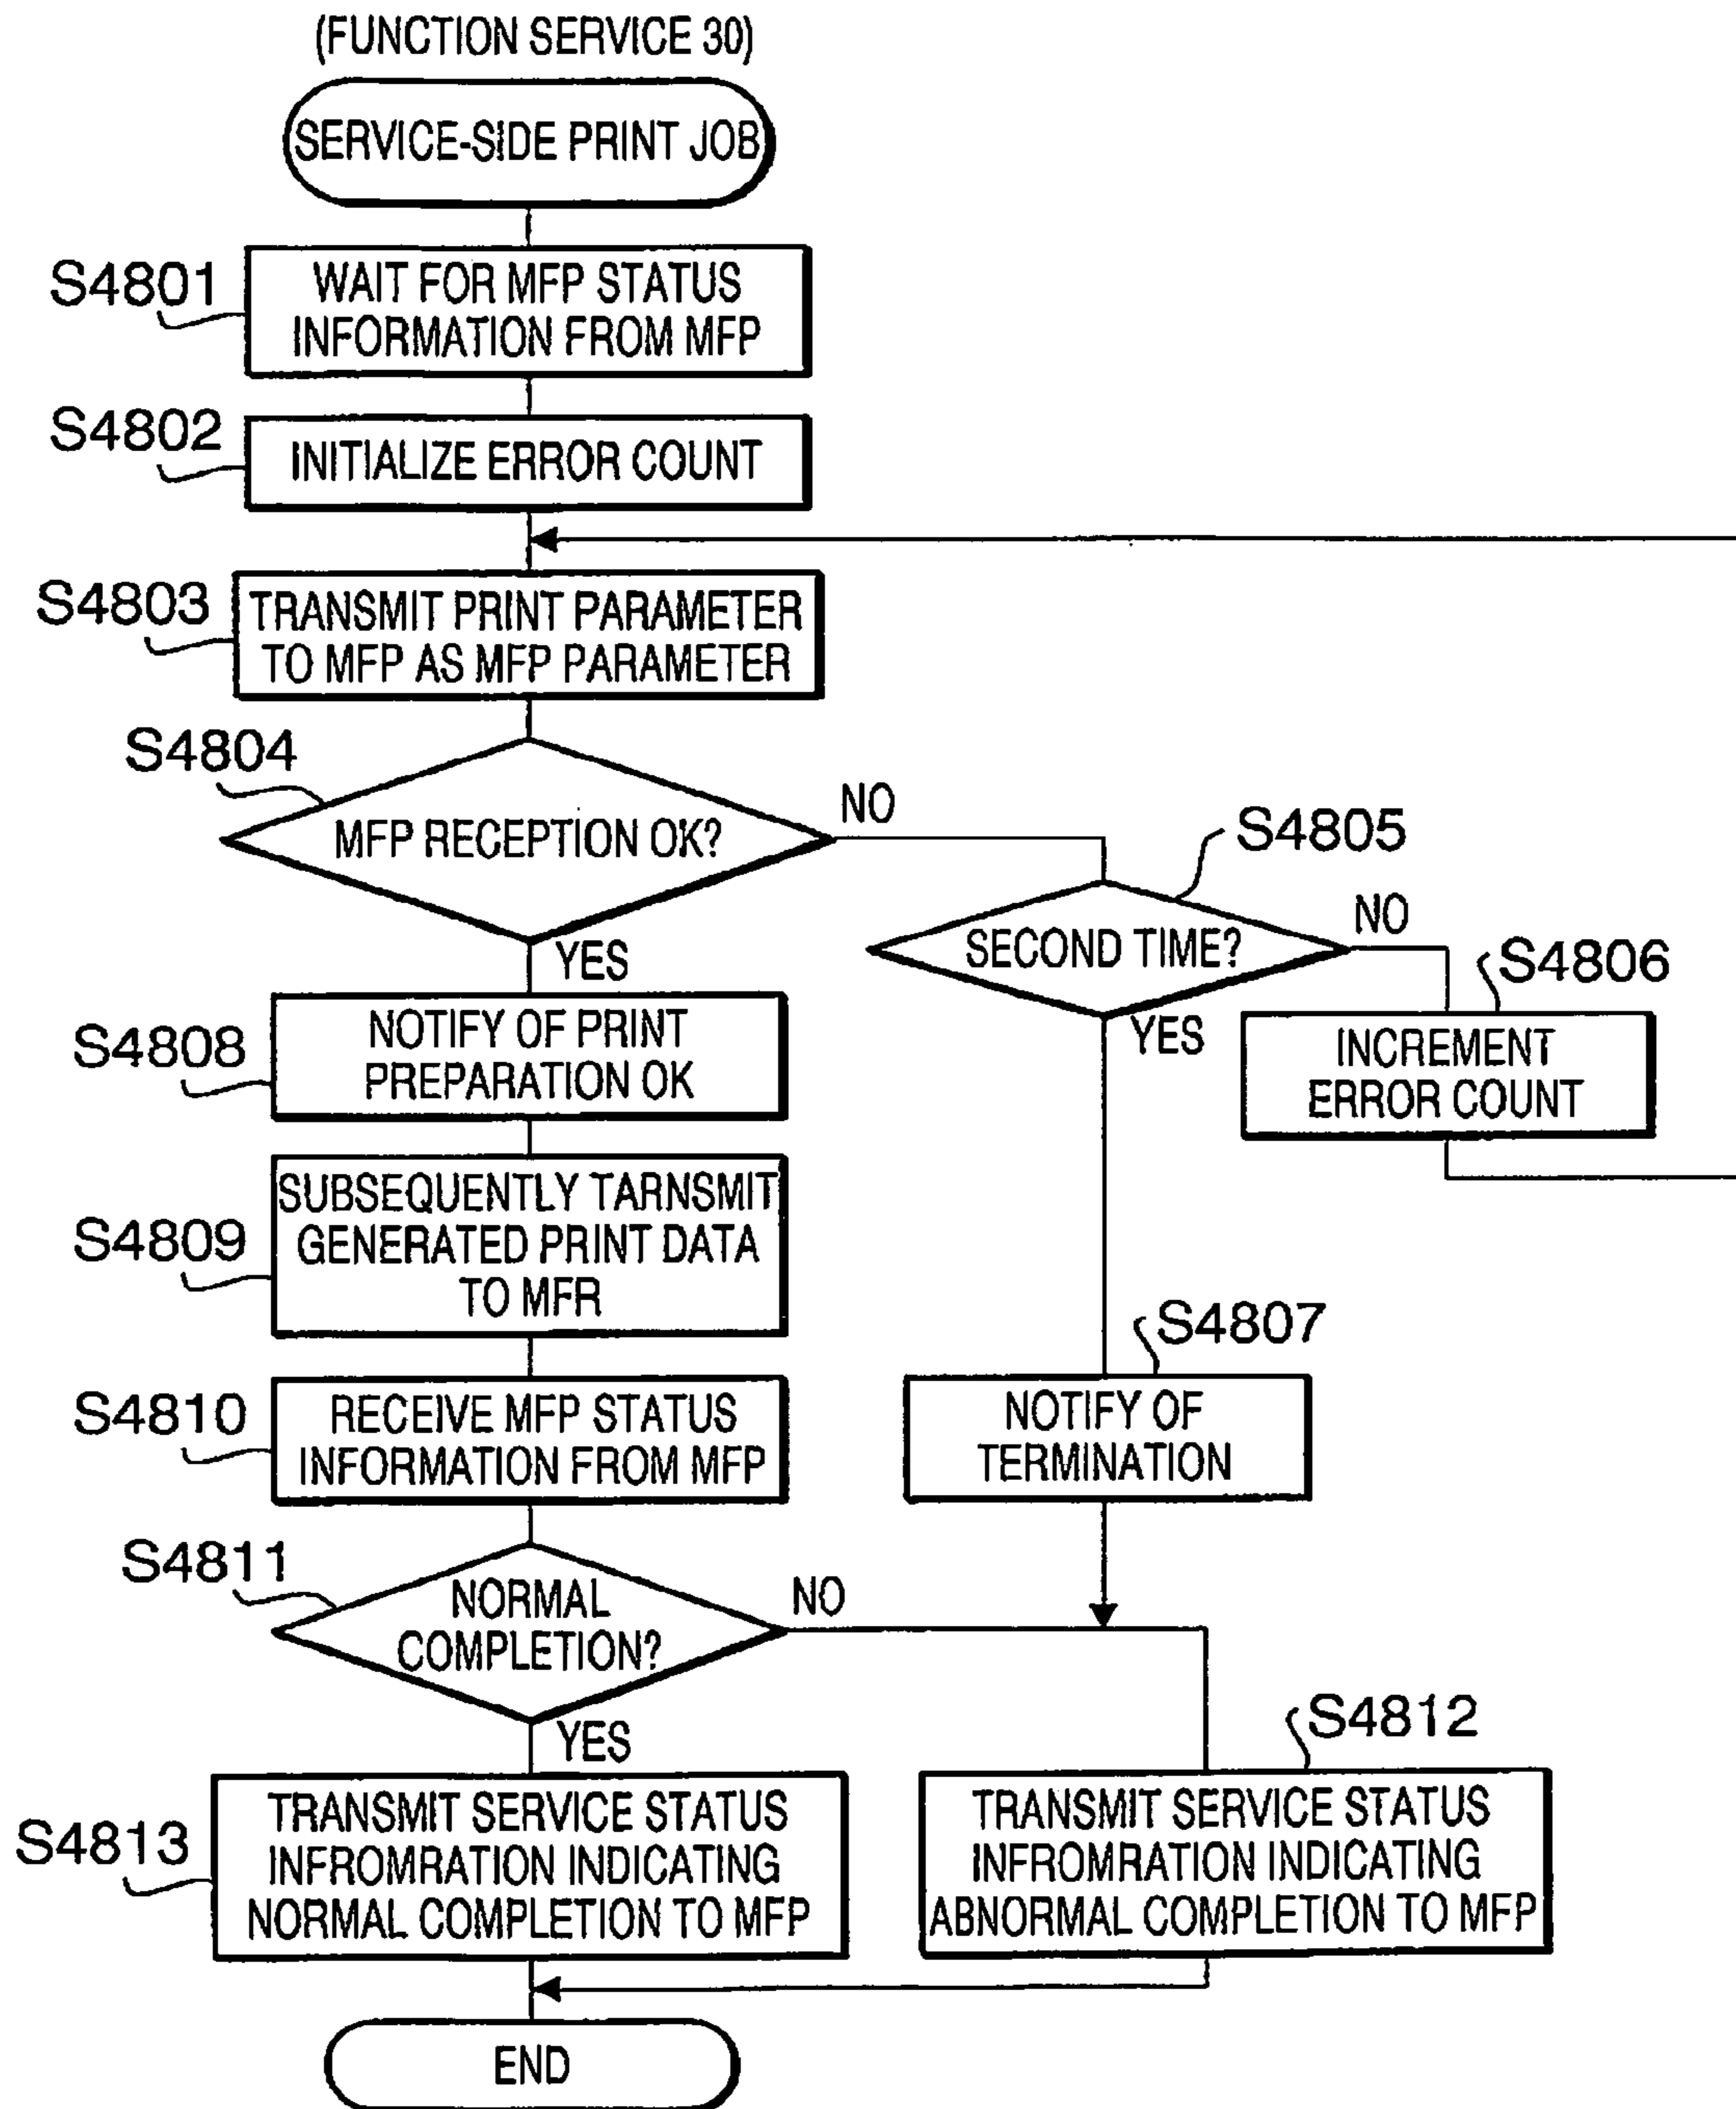 (FUNCTION SERVICE 30)
SERVICE-SIDE PRINT JOB
S4801
WAIT FOR MFP STATUS
INFORMATION FROM MFP
S4802
INITIALIZE ERROR COUNT
S4803
TRANSMIT PRINT PARAMETER
TO MFP AS MFP PARAMETER
S4804
MFP RECEPTION OK?
NO
S4805
SECOND TIME?
NO
S4806
INCREMENT
ERROR COUNT
YES
YES
S4808
NOTIFY OF PRINT
PREPARATION OK
S4809
SUBSEQUENTLY TARNSMIT
GENERATED PRINT DATA
TO MFR
S4807
NOTIFY OF
TERMINATION
S4810
RECEIVE MFP STATUS
INFORMATION FROM MFP
S4811
NORMAL
COMPLETION?
NO
YES
S4812
TRANSMIT SERVICE STATUS
INFROMRATION INDICATING
ABNORMAL COMPLETION TO MFP
S4813
TRANSMIT SERVICE STATUS
INFROMRATION INDICATING
NORMAL COMPLETION TO MFP
END